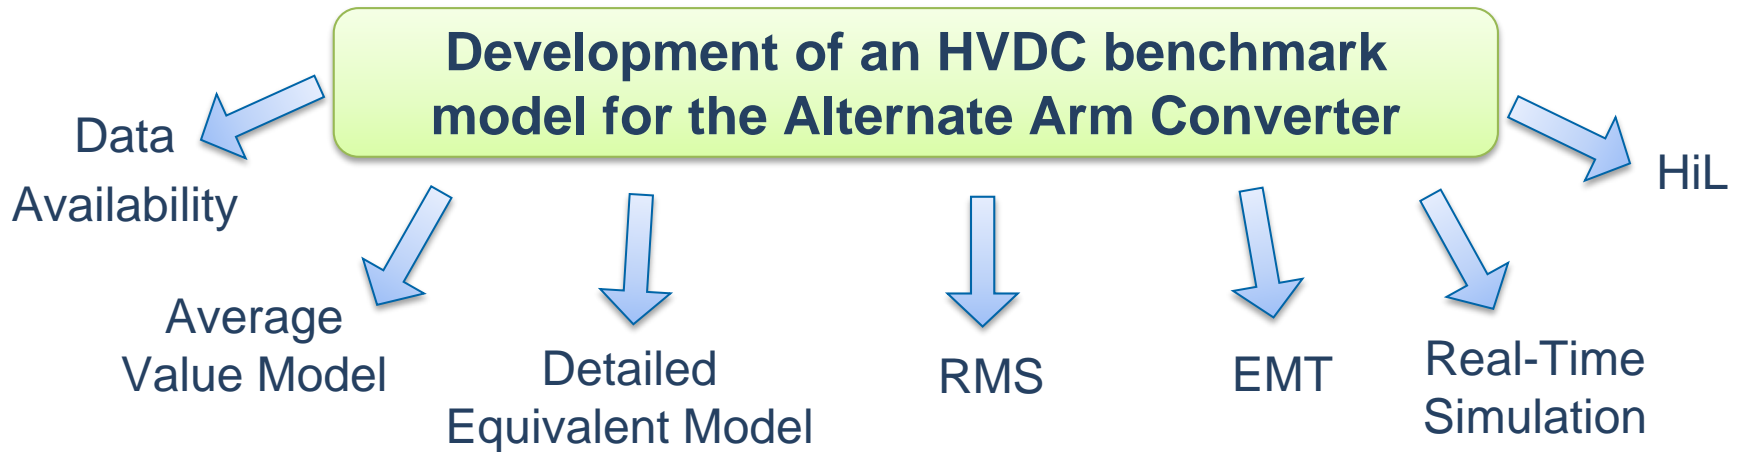 Development of an HVDC benchmark
model for the Alternate Arm Converter
Data
Availability
Average
Value Model
Detailed
Equivalent Model
RMS
EMT
Real-Time
Simulation
HiL